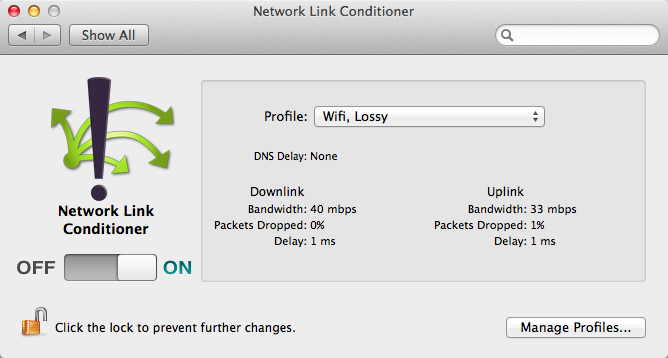 Network Link Conditioner
Show All
Profile: Wifi, Lossy
DNS Delay: None
Downlink Uplink
Bandwidth: 40 mbps Bandwidth: 33 mbps
Packets Dropped: 0% Packets Dropped: 1%
Delay: 1 ms Delay: 1 ms
Network Link
Conditioner
OFF ON
Click the lock to prevent further changes.
Manage Profiles...